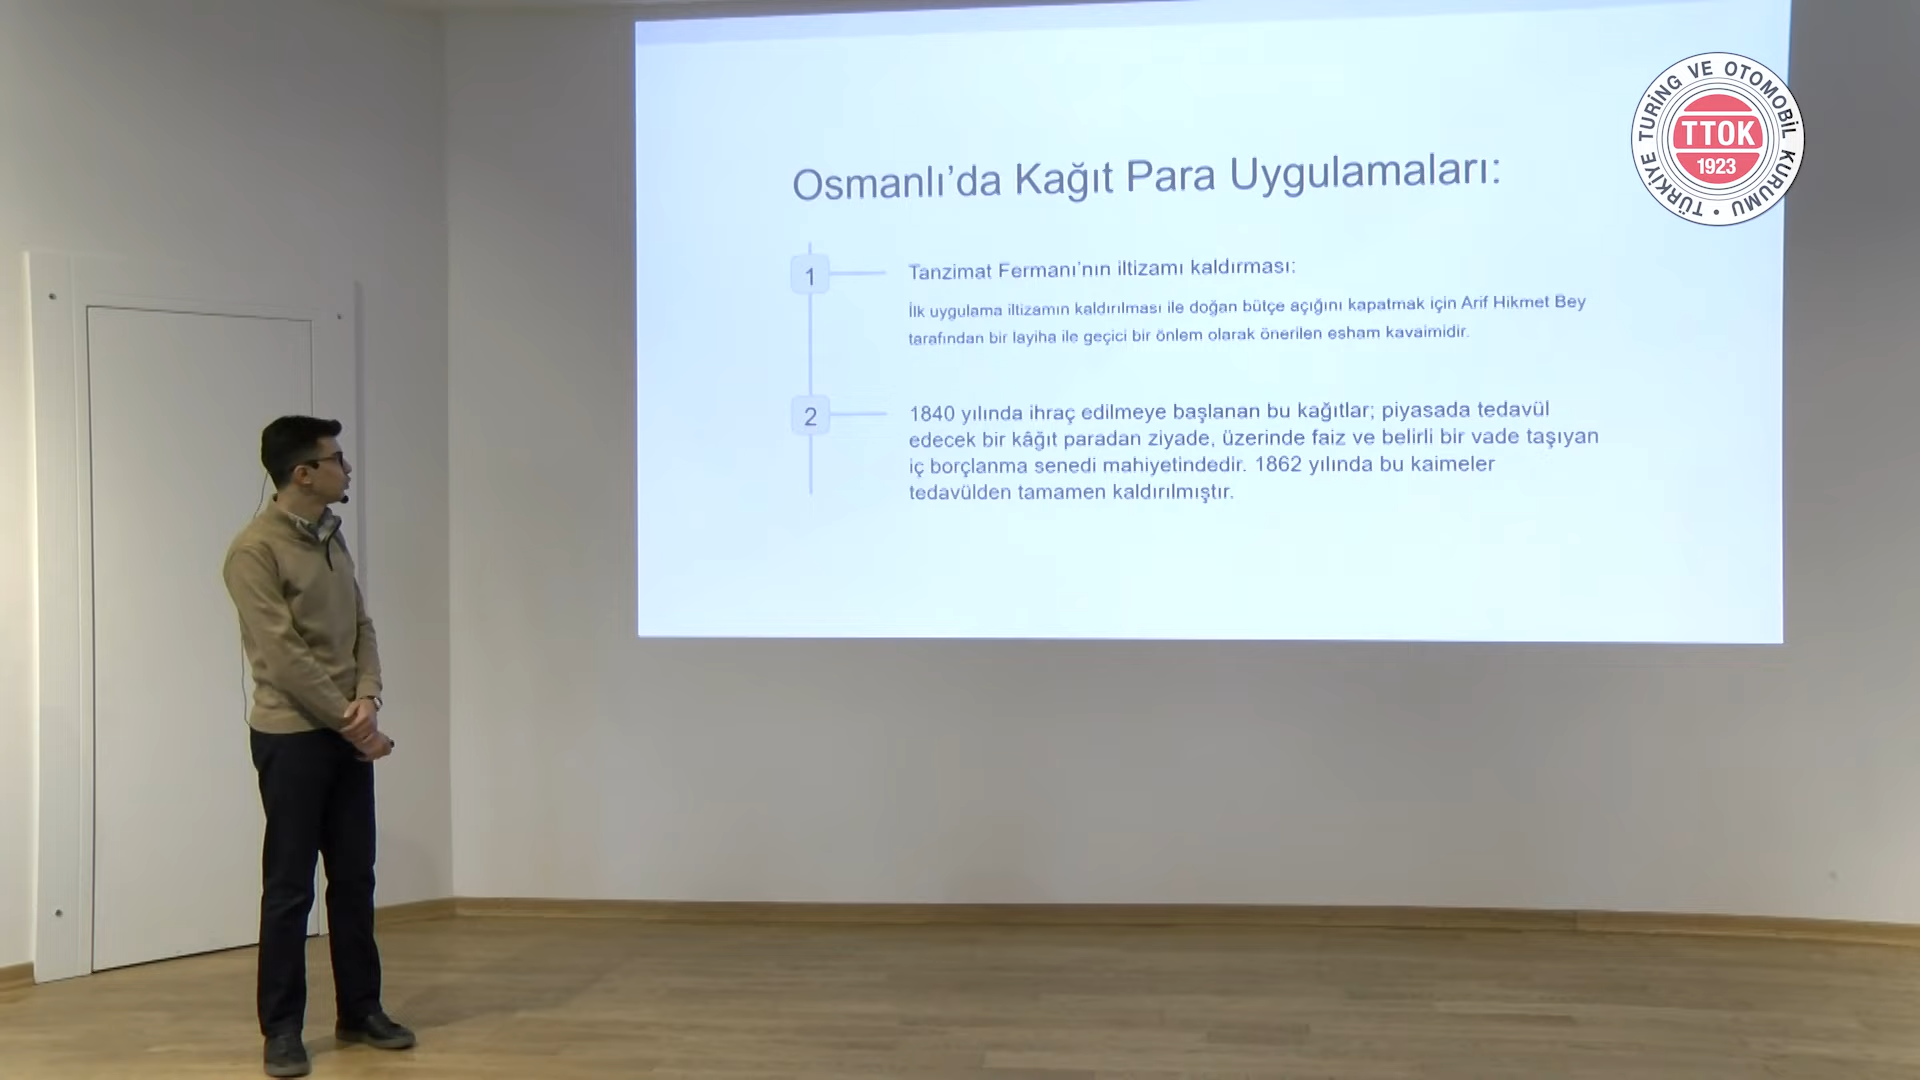 Osmanlı’da Kağıt Para Uygulamaları:
1
Tanzimat Fermanı’nın iltizamı kaldırması:
İlk uygulama iltizamın kaldırılması ile doğan bütçe açığını kapatmak için Arif Hikmet Bey
tarafından bir layiha ile geçici bir önlem olarak önerilen esham kavaimidir.
2
1840 yılında ihraç edilmeye başlanan bu kağıtlar; piyasada tedavül
edecek bir kâğıt paradan ziyade, üzerinde faiz ve belirli bir vade taşıyan
iç borçlanma senedi mahiyetindedir. 1862 yılında bu kaimeler
tedavülden tamamen kaldırılmıştır.
TÜRKİYE TURİNG VE OTOMOBİL KURUMU •
TTOK
1923